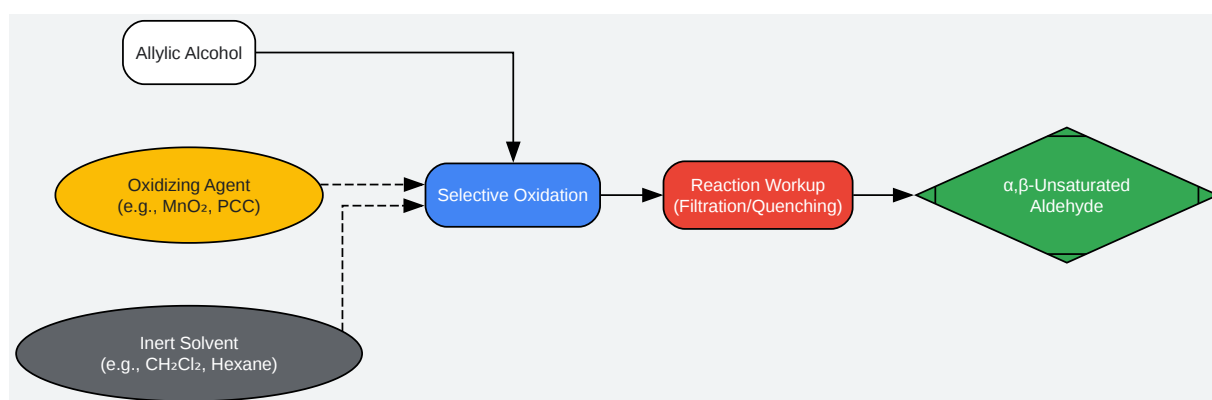 Allylic Alcohol
Oxidizing Agent
(e.g., MnO₂, PCC)
Selective Oxidation
Reaction Workup
(Filtration/Quenching)
α,β-Unsaturated
Aldehyde
Inert Solvent
(e.g., CH₂Cl₂, Hexane)